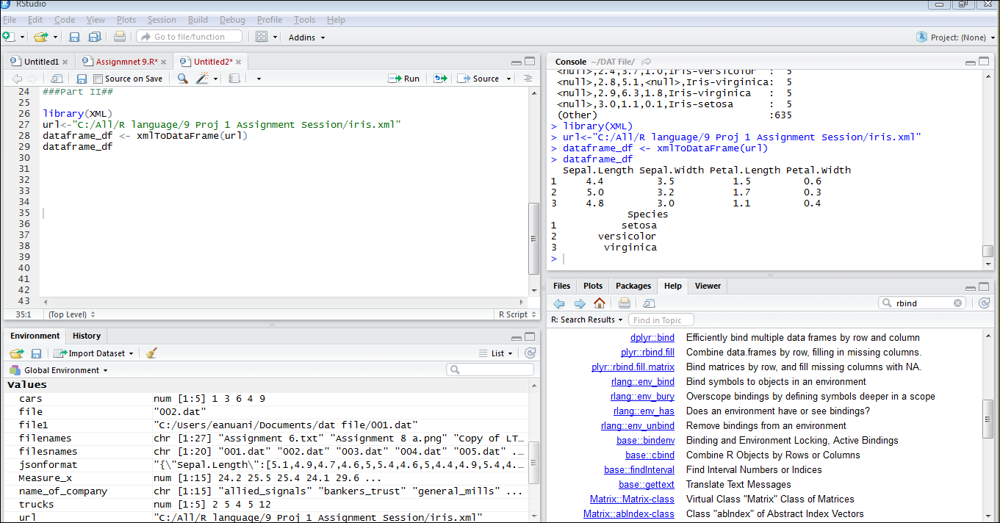 RStudio
File Edit Code View Plots Session Build Debug Profile Tools Help
Go to file/function Addins Project: (None)
Untitled1 Assignmnet 9.R* Untitled2*
Source on Save Run Source
24 ###Part II##
25
26 library(XML)
27 url<-"C:/All/R language/9 Proj 1 Assignment Session/iris.xml"
28 dataframe_df <- xmlToDataFrame(url)
29 dataframe_df
30
31
32
33
34
35
36
37
38
39
40
41
42
43
35:1 (Top Level) R Script
Environment History
Import Dataset List
Global Environment
Values
cars num [1:5] 1 3 6 4 9
file "002.dat"
file1 "C:/Users/eanuani/Documents/dat file/001.dat"
filenames chr [1:27] "Assignment 6.txt" "Assignment 8 a.png" "Copy of LT…
filesnames chr [1:20] "001.dat" "002.dat" "003.dat" "004.dat" "005.dat" ...
jsonformat "{\"Sepal.Length\":[5.1,4.9,4.7,4.6,5,5.4,4.6,5,4.4,4.9,5.4,4.…
Measure_x num [1:15] 24.2 25.5 25.4 24.1 29.6 ...
name_of_company chr [1:15] "allied_signals" "bankers_trust" "general_mills" ...
trucks num [1:5] 2 5 4 5 12
url "C:/All/R language/9 Proj 1 Assignment Session/iris.xml"
Console ~/DAT File/
<null>,2.4,3.7,1.0,Iris-versicolor : 5
<null>,2.8,5.1,<null>,Iris-virginica: 5
<null>,2.9,6.3,1.8,Iris-virginica : 5
<null>,3.0,1.1,0.1,Iris-setosa : 5
(Other) :635
> library(XML)
> url<-"C:/All/R language/9 Proj 1 Assignment Session/iris.xml"
> dataframe_df <- xmlToDataFrame(url)
> dataframe_df
Sepal.Length Sepal.Width Petal.Length Petal.Width
1 4.4 3.5 1.5 0.6
2 5.0 3.2 1.7 0.3
3 4.8 3.0 1.1 0.4
Species
1 setosa
2 versicolor
3 virginica
>
Files Plots Packages Help Viewer
rbind
R: Search Results Find in Topic
dplyr::bind Efficiently bind multiple data frames by row and column
plyr::rbind.fill Combine data.frames by row, filling in missing columns.
plyr::rbind.fill.matrix Bind matrices by row, and fill missing columns with NA.
rlang::env_bind Bind symbols to objects in an environment
rlang::env_bury Overscope bindings by defining symbols deeper in a scope
rlang::env_has Does an environment have or see bindings?
rlang::env_unbind Remove bindings from an environment
base::bindenv Binding and Environment Locking, Active Bindings
base::cbind Combine R Objects by Rows or Columns
base::findInterval Find Interval Numbers or Indices
base::gettext Translate Text Messages
Matrix::Matrix-class Virtual Class "Matrix" Class of Matrices
Matrix::abIndex-class Class "abIndex" of Abstract Index Vectors